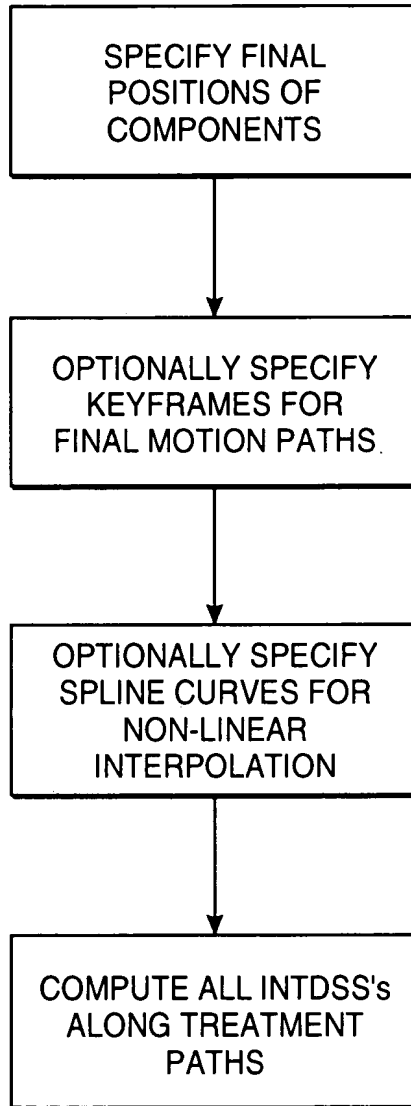 SPECIFY FINAL
POSITIONS OF
COMPONENTS
OPTIONALLY SPECIFY
KEYFRAMES FOR
FINAL MOTION PATHS.
OPTIONALLY SPECIFY
SPLINE CURVES FOR
NON-LINEAR
INTERPOLATION
COMPUTE ALL INTDSS's
ALONG TREATMENT
PATHS